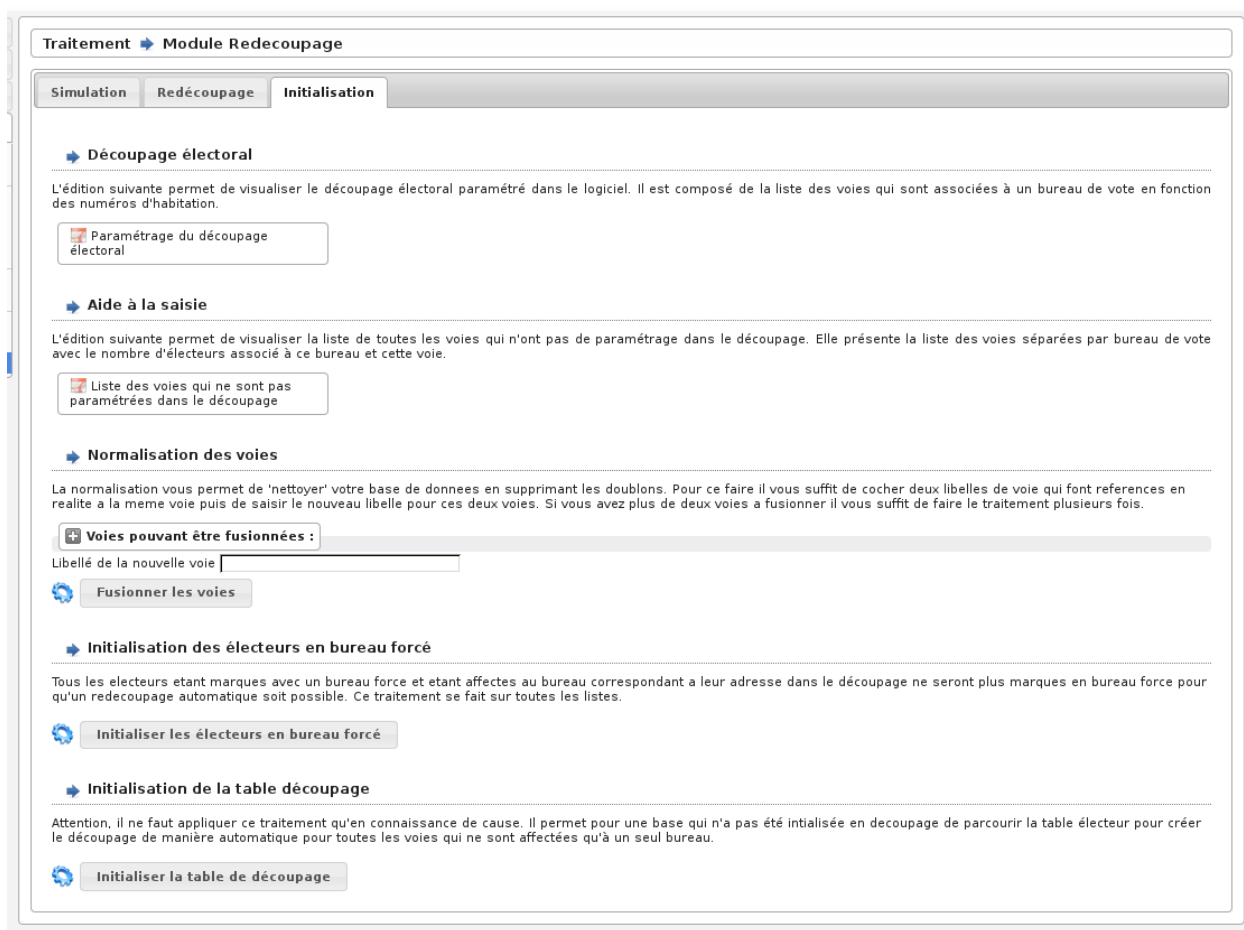 Traitement Module Redecoupage
Simulation Redécoupage Initialisation
Découpage électoral
L'édition suivante permet de visualiser le découpage électoral paramétré dans le logiciel. Il est composé de la liste des voies qui sont associées à un bureau de vote en fonction
des numéros d'habitation.
Paramétrage du découpage
électoral
Aide à la saisie
L'édition suivante permet de visualiser la liste de toutes les voies qui n'ont pas de paramétrage dans le découpage. Elle présente la liste des voies séparées par bureau de vote
avec le nombre d'électeurs associé à ce bureau et cette voie.
Liste des voies qui ne sont pas
paramétrées dans le découpage
Normalisation des voies
La normalisation vous permet de 'nettoyer' votre base de donnees en supprimant les doublons. Pour ce faire il vous suffit de cocher deux libelles de voie qui font references en
realite a la meme voie puis de saisir le nouveau libelle pour ces deux voies. Si vous avez plus de deux voies a fusionner il vous suffit de faire le traitement plusieurs fois.
Voies pouvant être fusionnées :
Libellé de la nouvelle voie
Fusionner les voies
Initialisation des électeurs en bureau forcé
Tous les electeurs etant marques avec un bureau force et etant affectes au bureau correspondant a leur adresse dans le découpage ne seront plus marques en bureau force pour
qu'un redecoupage automatique soit possible. Ce traitement se fait sur toutes les listes.
Initialiser les électeurs en bureau forcé
Initialisation de la table découpage
Attention, il ne faut appliquer ce traitement qu'en connaissance de cause. Il permet pour une base qui n'a pas été intialisée en decoupage de parcourir la table électeur pour créer
le découpage de manière automatique pour toutes les voies qui ne sont affectées qu'à un seul bureau.
Initialiser la table de découpage